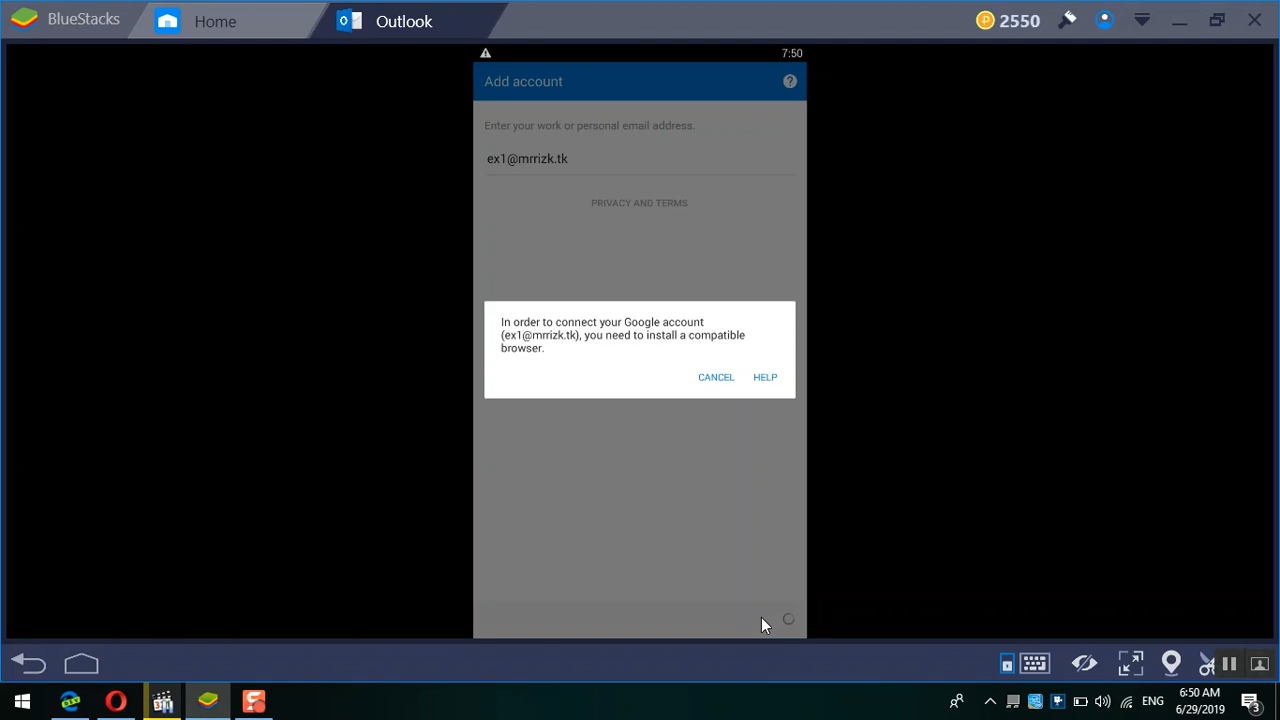 BlueStacks
Home
Outlook
2550
7:50
Add account
Enter your work or personal email address.
ex1@mrrizk.tk
PRIVACY AND TERMS
In order to connect your Google account
(ex1@mrrizk.tk), you need to install a compatible
browser.
CANCEL HELP
ENG
6:50 AM
6/29/2019
3